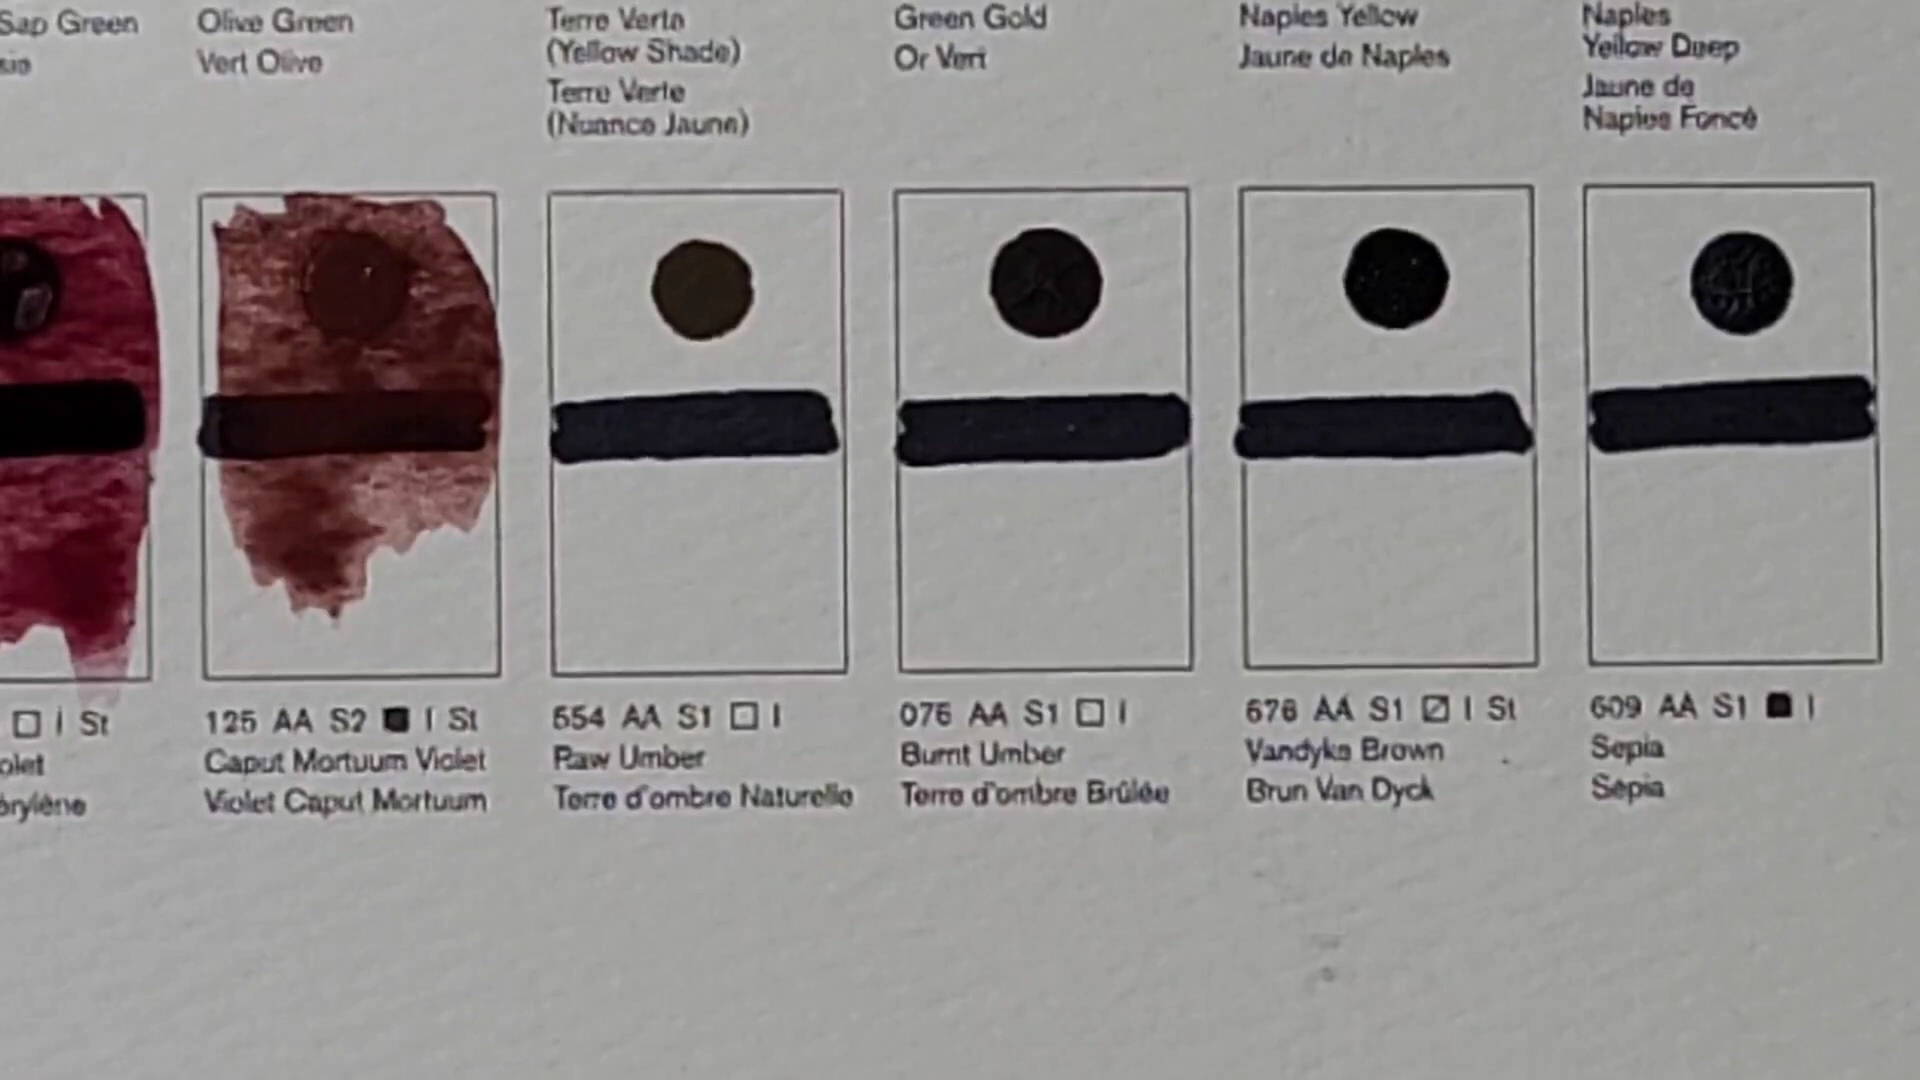 Sap Green
Olive Green
Vert Olive
Terre Verte
(Yellow Shade)
Terre Verte
(Nuance Jaune)
Green Gold
Or Vert
Naples Yellow
Jaune de Naples
Naples
Yellow Deep
Jaune de
Naples Foncé
I St
olet
érylène
125 AA S2 I St
Caput Mortuum Violet
Violet Caput Mortuum
554 AA S1 I
Raw Umber
Terre d'ombre Naturelle
076 AA S1 I
Burnt Umber
Terre d'ombre Brûlée
676 AA S1 I St
Vandyke Brown
Brun Van Dyck
609 AA S1 I
Sepia
Sépia